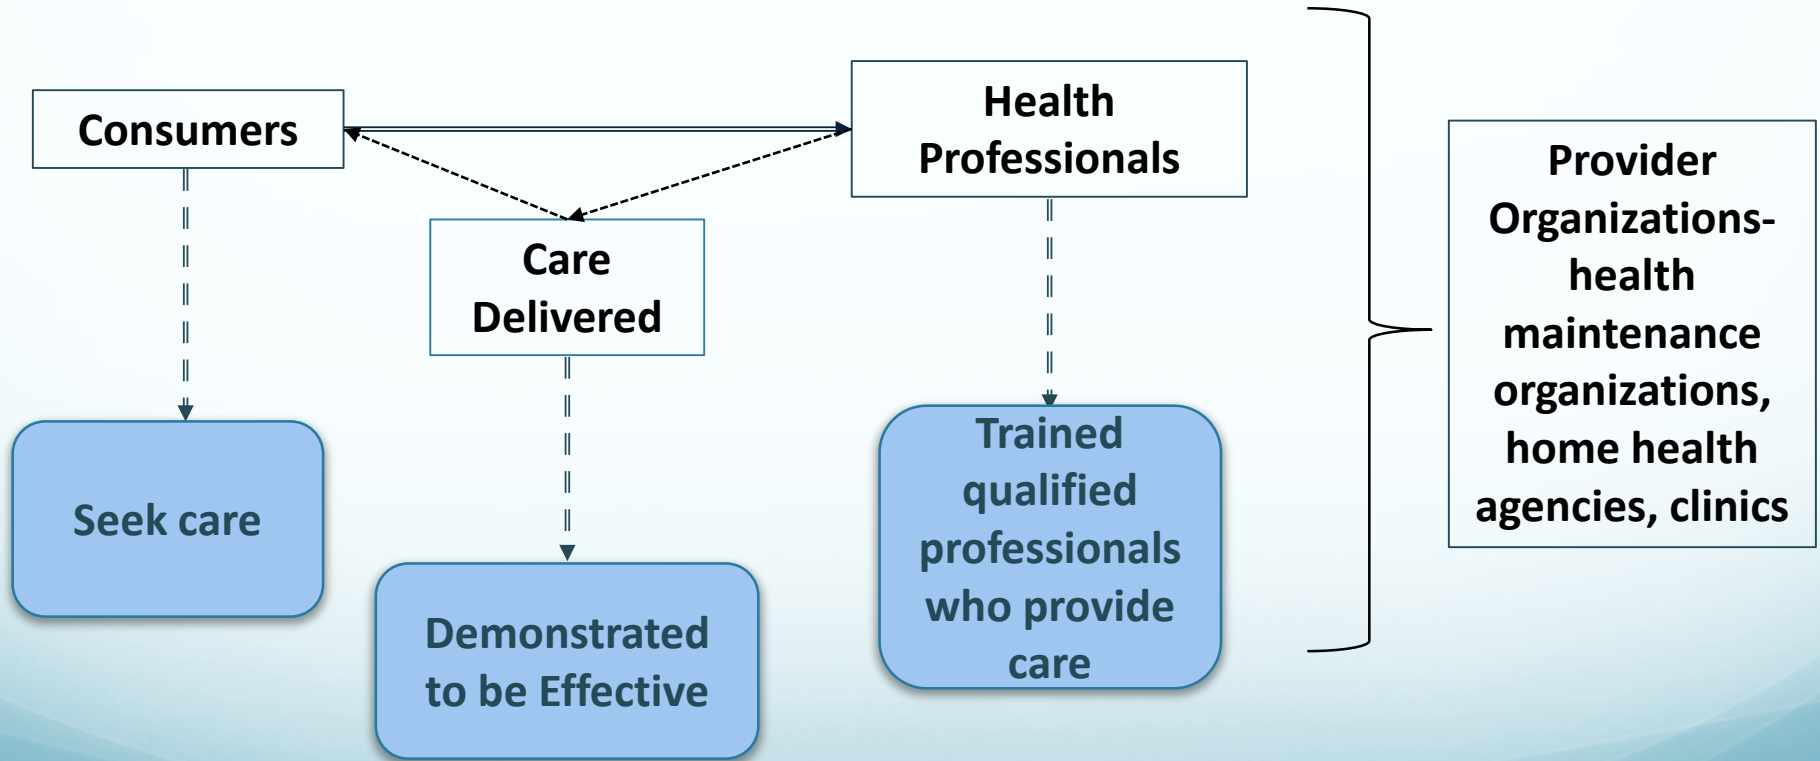 Consumers
Health
Professionals
Care
Delivered
Seek care
Demonstrated
to be Effective
Trained
qualified
professionals
who provide
care
Provider
Organizations-
health
maintenance
organizations,
home health
agencies, clinics